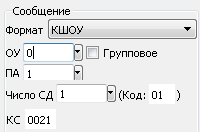 Сообщение
Формат КШОУ
ОУ 0 Групповое
ПА 1
Число СД 1 (Код: 01 )
КС 0021